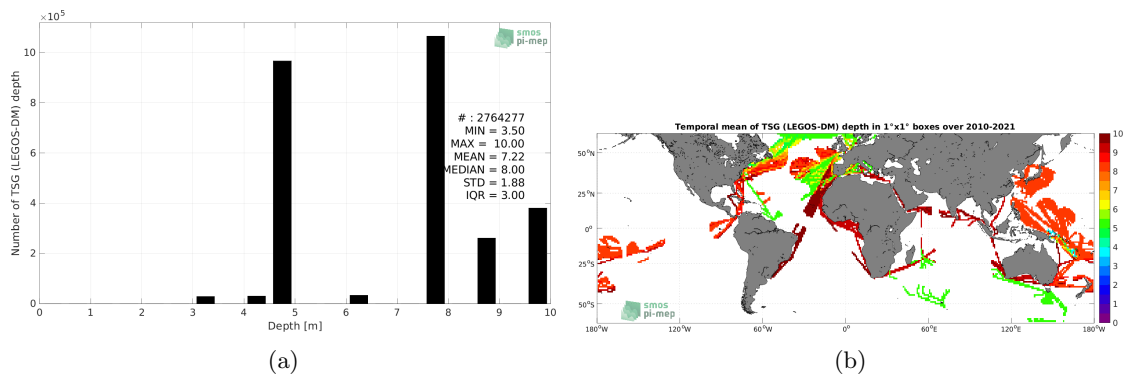 ×10⁵
smos
pi-mep
10
8
6
4
2
0
Number of TSG (LEGOS-DM) depth
# : 2764277
MIN = 3.50
MAX = 10.00
MEAN = 7.22
MEDIAN = 8.00
STD = 1.88
IQR = 3.00
0 1 2 3 4 5 6 7 8 9 10
Depth [m]
(a)
Temporal mean of TSG (LEGOS-DM) depth in 1°x1° boxes over 2010-2021
50°N
25°N
0°
25°S
50°S
180°W 120°W 60°W 0° 60°E 120°E 180°W
10
9
8
7
6
5
4
3
2
1
0
smos
pi-mep
(b)